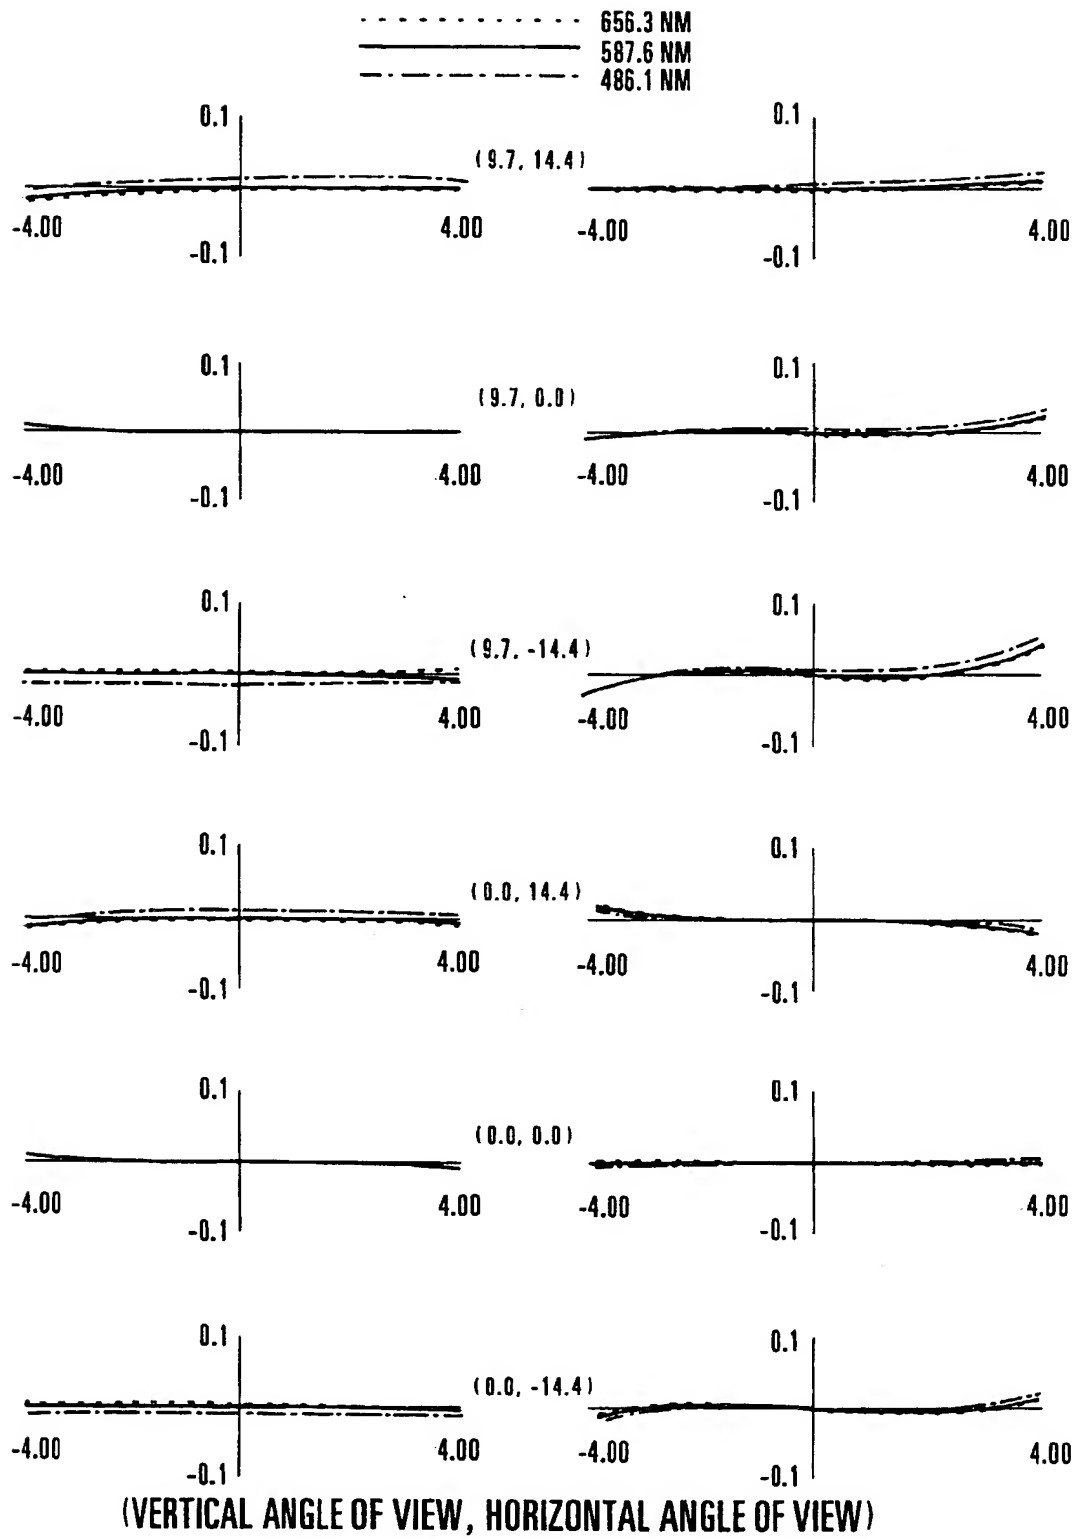 656.3 NM
587.6 NM
486.1 NM
0.1 0.1
(9.7, 14.4)
-4.00 4.00 -4.00 4.00
-0.1 -0.1
0.1 0.1
(9.7, 0.0)
-4.00 4.00 -4.00 4.00
-0.1 -0.1
0.1 0.1
(9.7, -14.4)
-4.00 4.00 -4.00 4.00
-0.1 -0.1
0.1 0.1
(0.0, 14.4)
-4.00 4.00 -4.00 4.00
-0.1 -0.1
0.1 0.1
(0.0, 0.0)
-4.00 4.00 -4.00 4.00
-0.1 -0.1
0.1 0.1
(0.0, -14.4)
-4.00 4.00 -4.00 4.00
-0.1 -0.1
(VERTICAL ANGLE OF VIEW, HORIZONTAL ANGLE OF VIEW)